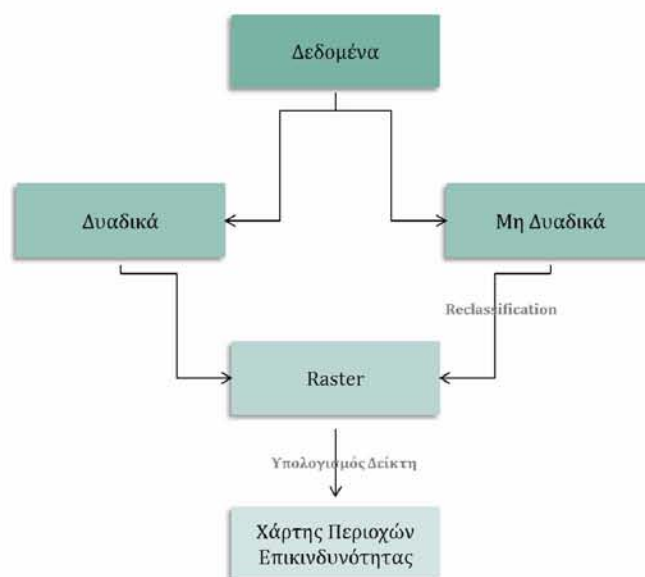 Δεδομένα
Δυαδικά
Μη Δυαδικά
Reclassification
Raster
Υπολογισμός Δείκτη
Χάρτης Περιοχών
Επικινδυνότητας